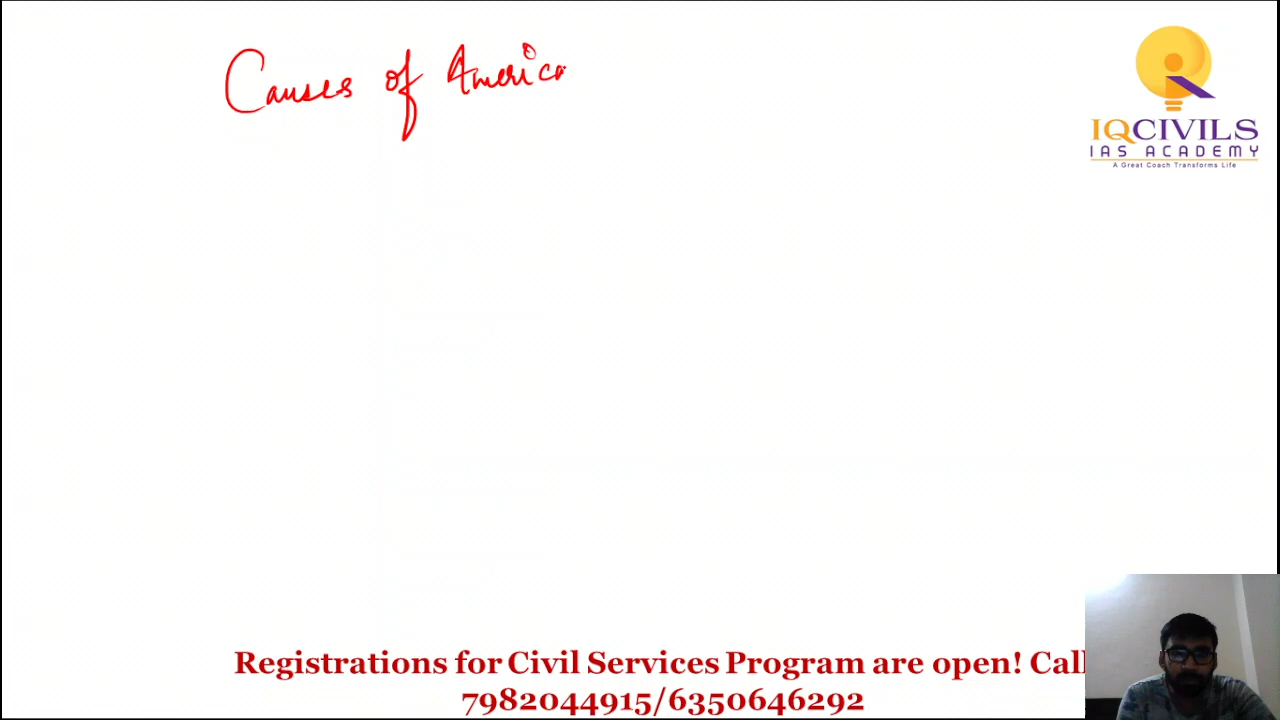 Causes of America
IQCIVILS
IAS ACADEMY
A Great Coach Transforms Life
Registrations for Civil Services Program are open! Call
7982044915/6350646292